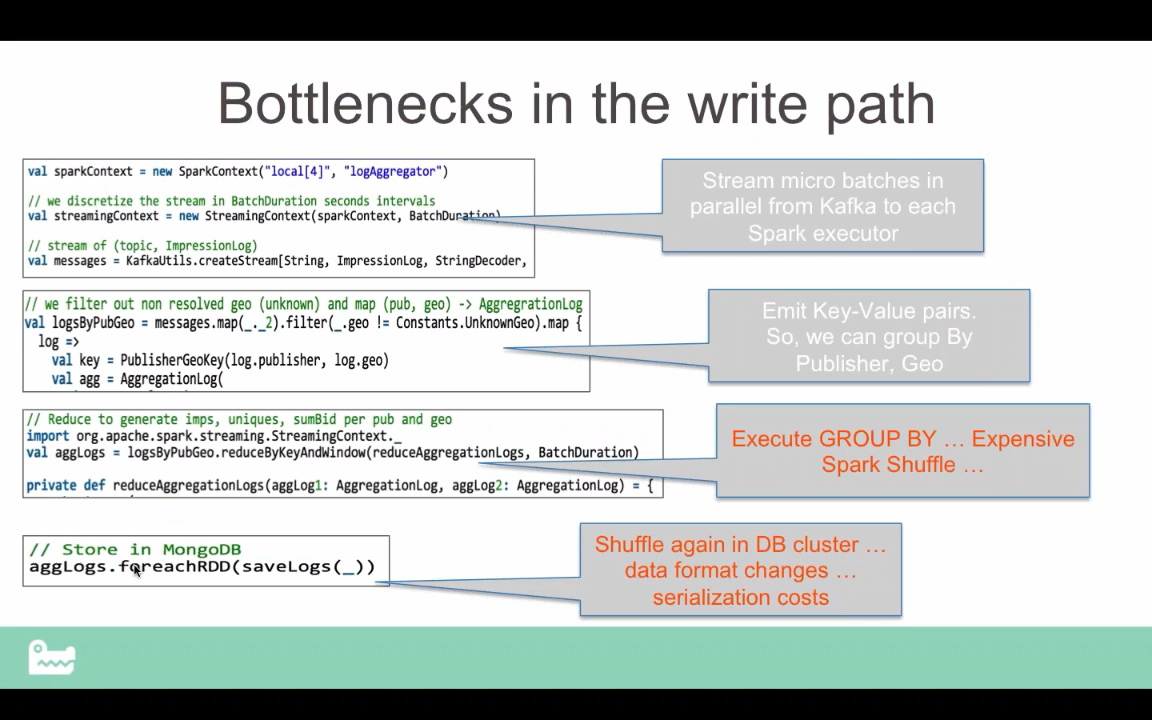 Bottlenecks in the write path
val sparkContext = new SparkContext("local[4]", "logAggregator")
// we discretize the stream in BatchDuration seconds intervals
val streamingContext = new StreamingContext(sparkContext, BatchDuration)
// stream of (topic, ImpressionLog)
val messages = KafkaUtils.createStream[String, ImpressionLog, StringDecoder,
Stream micro batches in
parallel from Kafka to each
Spark executor
// we filter out non resolved geo (unknown) and map (pub, geo) -> AggregrationLog
val logsByPubGeo = messages.map(_._2).filter(_.geo != Constants.UnknownGeo).map {
log =>
val key = PublisherGeoKey(log.publisher, log.geo)
val agg = AggregationLog(
Emit Key-Value pairs.
So, we can group By
Publisher, Geo
// Reduce to generate imps, uniques, sumBid per pub and geo
import org.apache.spark.streaming.StreamingContext._
val aggLogs = logsByPubGeo.reduceByKeyAndWindow(reduceAggregationLogs, BatchDuration)
private def reduceAggregationLogs(aggLog1: AggregationLog, aggLog2: AggregationLog) = {
Execute GROUP BY … Expensive
Spark Shuffle …
// Store in MongoDB
aggLogs.foreachRDD(saveLogs(_))
Shuffle again in DB cluster …
data format changes …
serialization costs